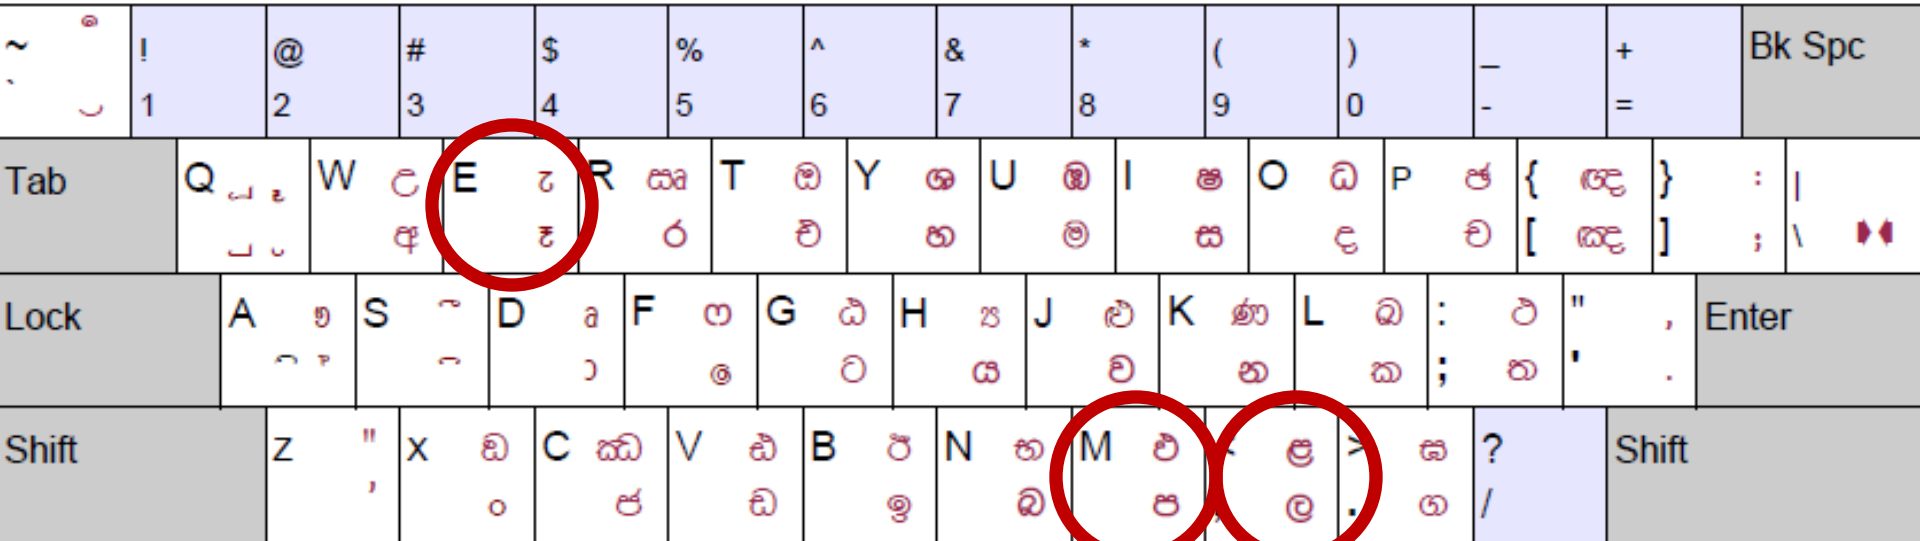 ~ ! @ # $ % ^ & * ( ) _ + Bk Spc
` 1 2 3 4 5 6 7 8 9 0 - =
Tab Q W උ E R ඍ T ඔ Y ශ U ඹ I ෂ O ධ P ඡ { ඥ } : |
අ ර එ හ ම ස ද ච [ ඤ ] ; \
Lock A S D F ෆ G ඨ H J ළු K ණ L ඛ : ථ " , Enter
ට ය ව න ක ; ත ' .
Shift Z " X ඞ C ඣ V ඪ B ඊ N භ M ඵ < ළ > ඝ ? Shift
' ං ජ ඩ ඉ බ ප , ල . ග /